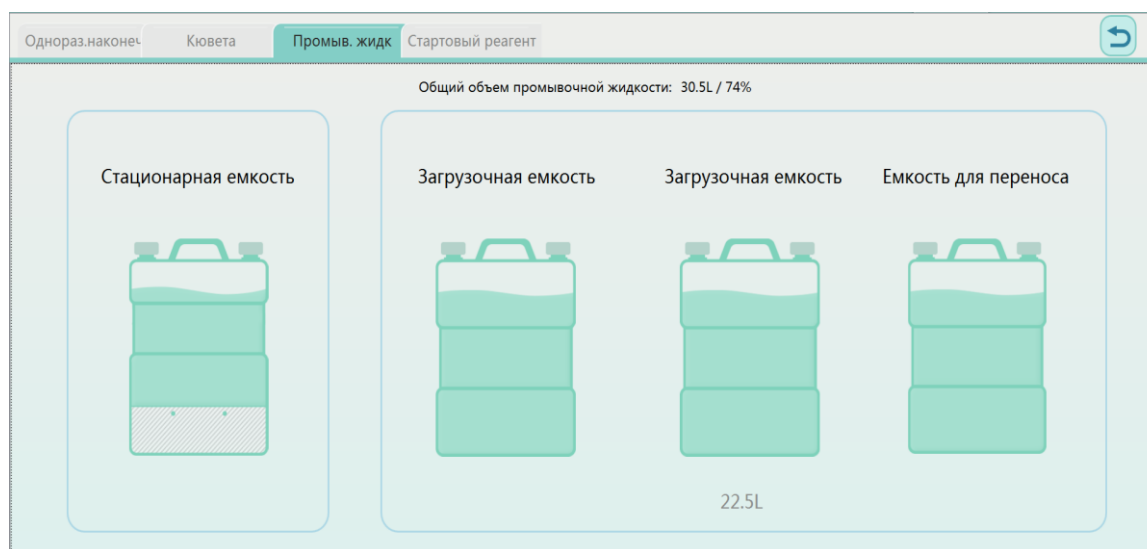 Однораз.наконеч Кювета Промыв. жидк Стартовый реагент
Общий объем промывочной жидкости: 30.5L / 74%
Стационарная емкость Загрузочная емкость Загрузочная емкость Емкость для переноса
22.5L